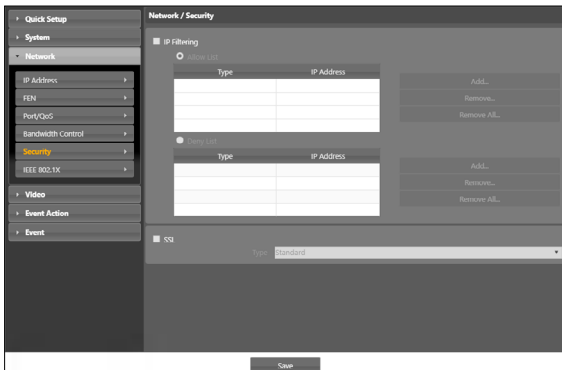 Quick Setup
System
Network
IP Address
FEN
Port/QoS
Bandwidth Control
Security
IEEE 802.1X
Video
Event Action
Event
Network / Security
IP Filtering
Allow List
Type IP Address
Add...
Remove...
Remove All...
Deny List
Type IP Address
Add...
Remove...
Remove All...
SSL
Type Standard
Save